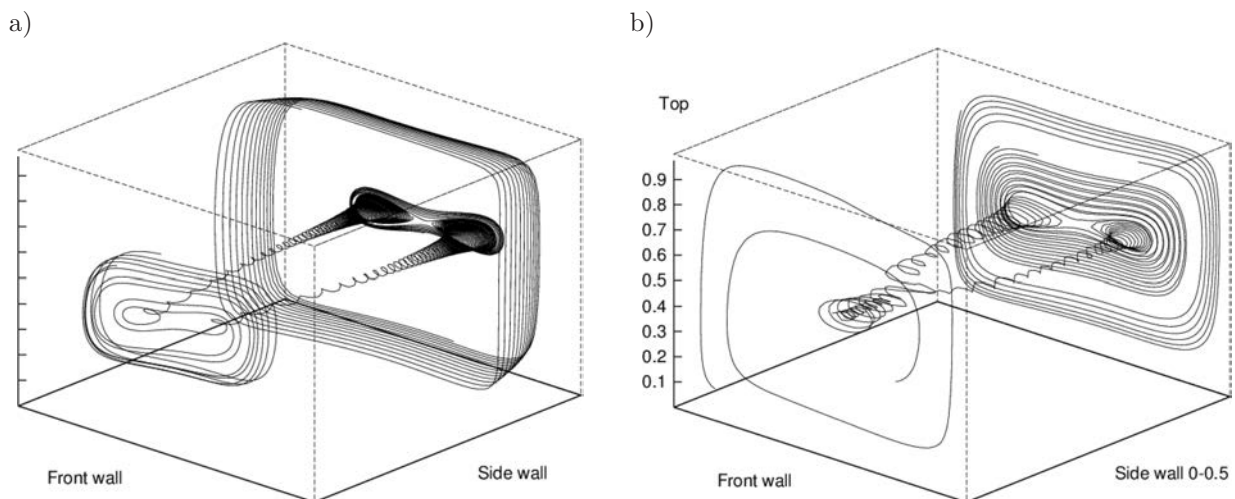 a)
Front wall
Side wall
b)
Top
0.9
0.8
0.7
0.6
0.5
0.4
0.3
0.2
0.1
Front wall
Side wall 0-0.5